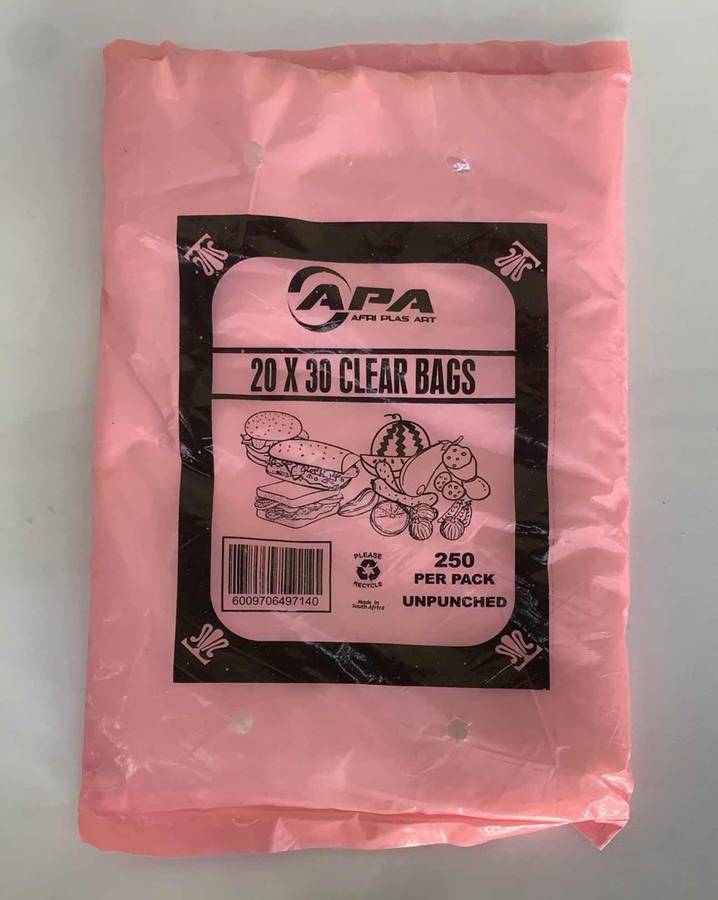 APA
AFRI PLAS ART
20 X 30 CLEAR BAGS
6009706497140
PLEASE
RECYCLE
Made in
South Africa
250
PER PACK
UNPUNCHED